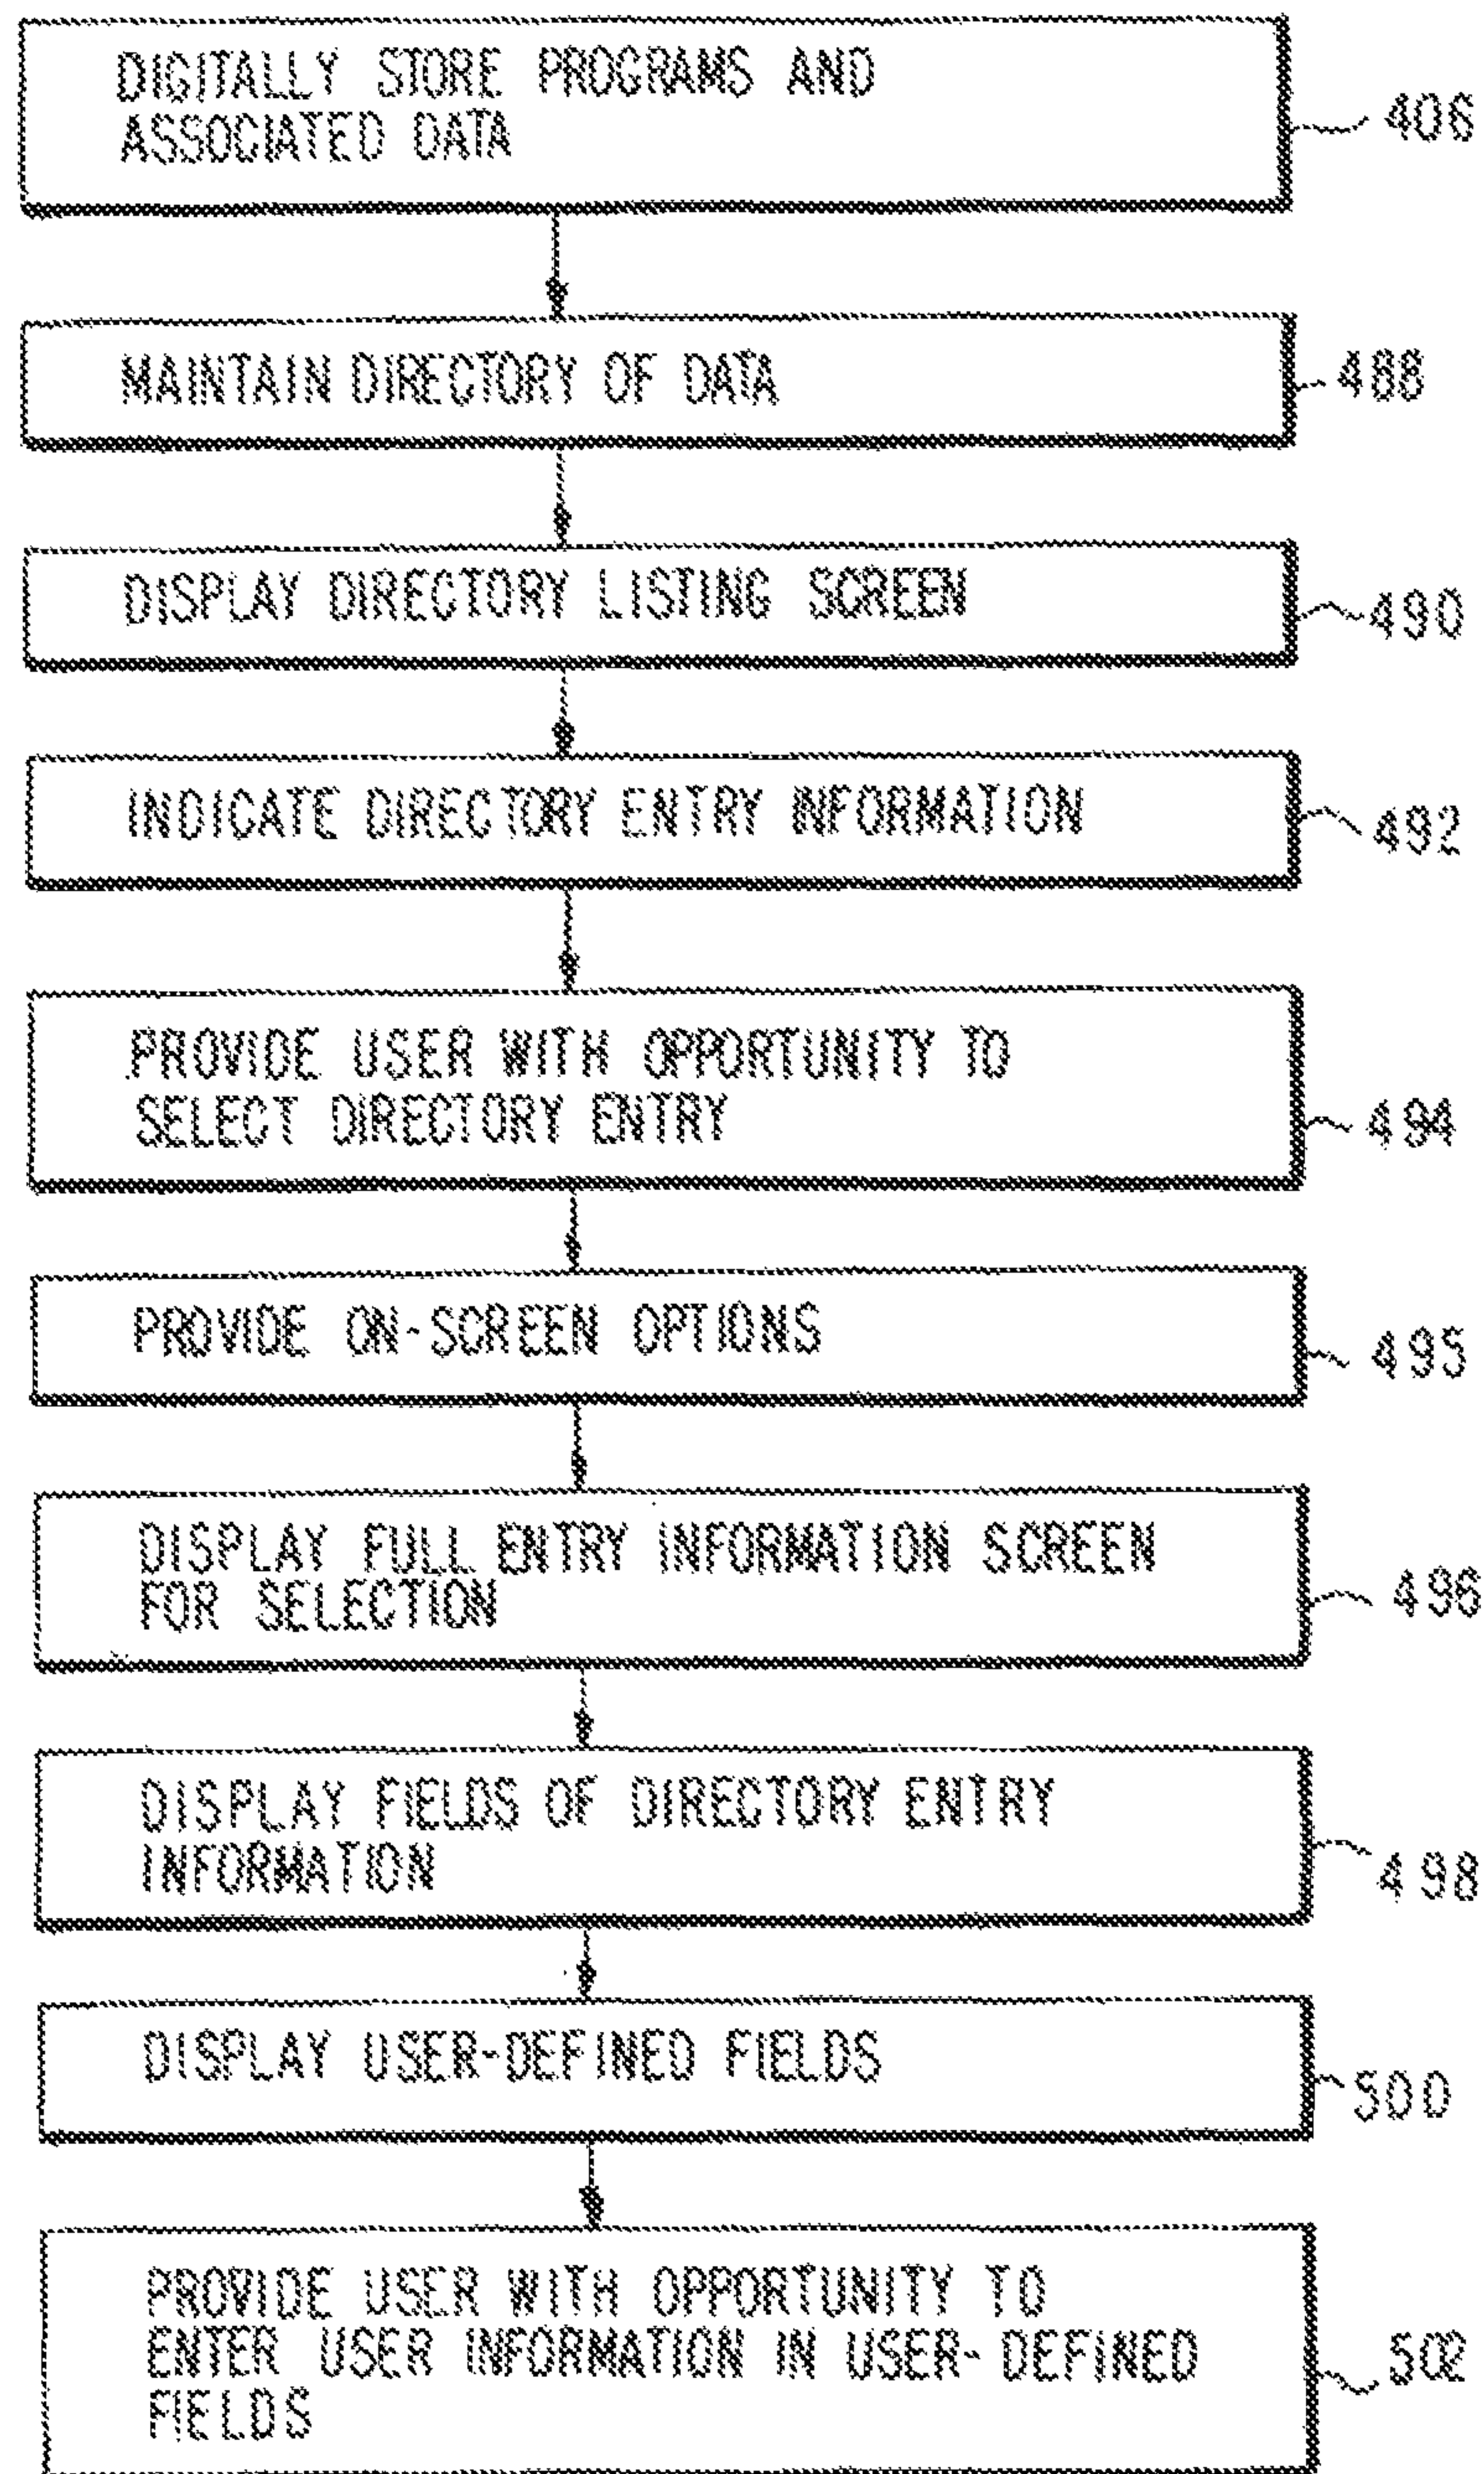 DIGITALLY STORE PROGRAMS AND
ASSOCIATED DATA
406
MAINTAIN DIRECTORY OF DATA
488
DISPLAY DIRECTORY LISTING SCREEN
490
INDICATE DIRECTORY ENTRY INFORMATION
492
PROVIDE USER WITH OPPORTUNITY TO
SELECT DIRECTORY ENTRY
494
PROVIDE ON-SCREEN OPTIONS
495
DISPLAY FULL ENTRY INFORMATION SCREEN
FOR SELECTION
496
DISPLAY FIELDS OF DIRECTORY ENTRY
INFORMATION
498
DISPLAY USER-DEFINED FIELDS
500
PROVIDE USER WITH OPPORTUNITY TO
ENTER USER INFORMATION IN USER-DEFINED
FIELDS
502